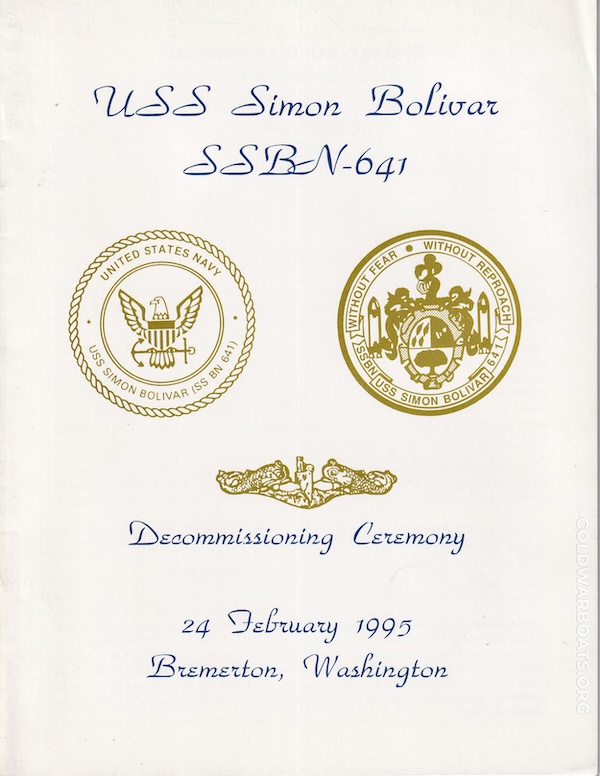 USS Simon Bolivar
SSBN-641
UNITED STATES NAVY
USS SIMON BOLIVAR (SS BN 641)
WITHOUT FEAR • WITHOUT REPROACH
SSBN USS SIMON BOLIVAR 641
Decommissioning Ceremony
24 February 1995
Bremerton, Washington
COLDWARBOATS.ORG